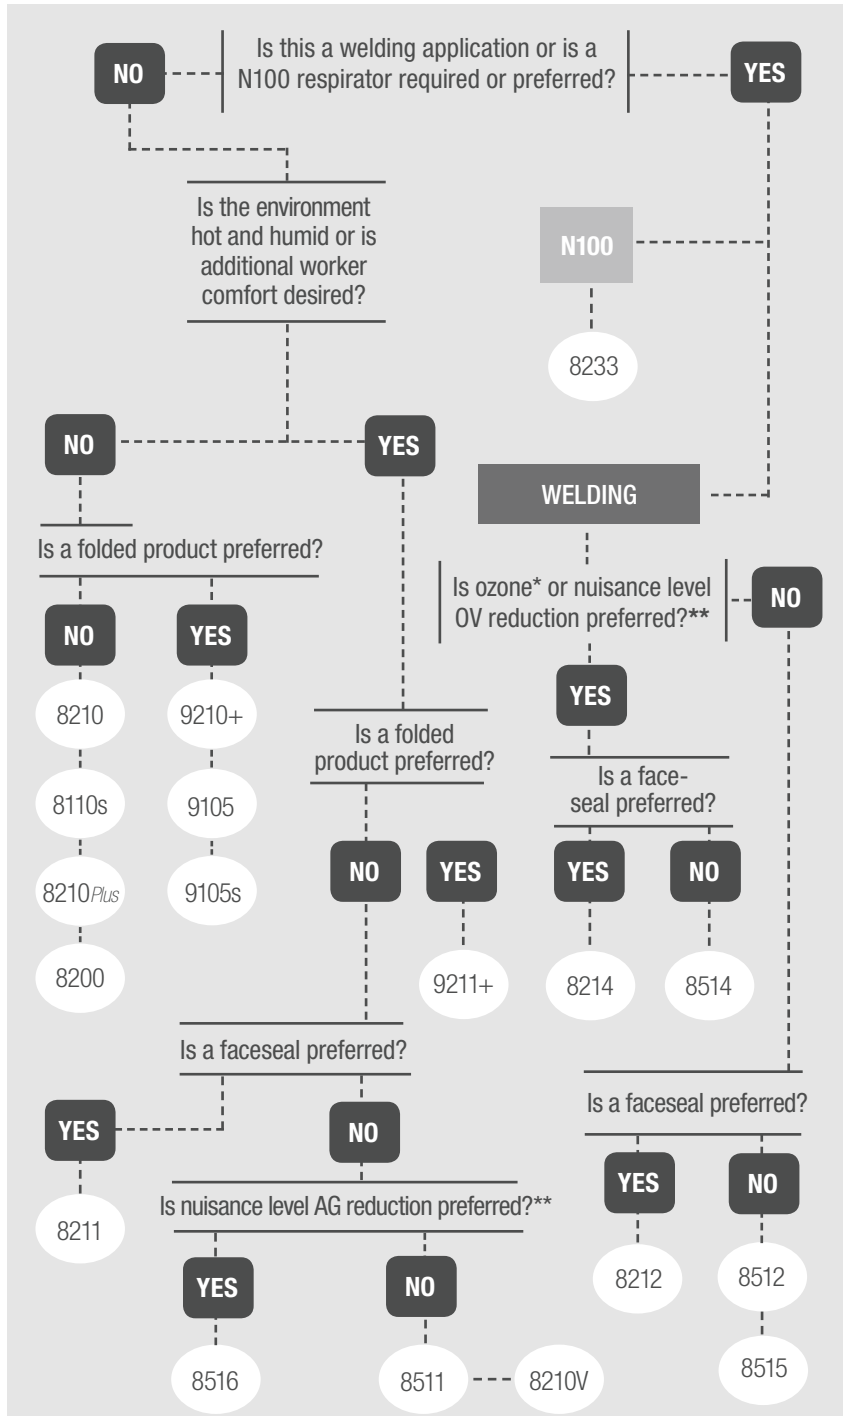 Is this a welding application or is a
N100 respirator required or preferred?
NO
YES
Is the environment
hot and humid or is
additional worker
comfort desired?
N100
8233
NO
YES
WELDING
Is a folded product preferred?
Is ozone* or nuisance level
OV reduction preferred?**
NO
NO
YES
YES
8210
9210+
Is a folded
product preferred?
Is a face-
seal preferred?
8110s
9105
NO
YES
YES
NO
8210Plus
9105s
8200
9211+
8214
8514
Is a faceseal preferred?
Is a faceseal preferred?
YES
NO
YES
NO
8211
Is nuisance level AG reduction preferred?**
8212
8512
YES
NO
8516
8511
8210V
8515